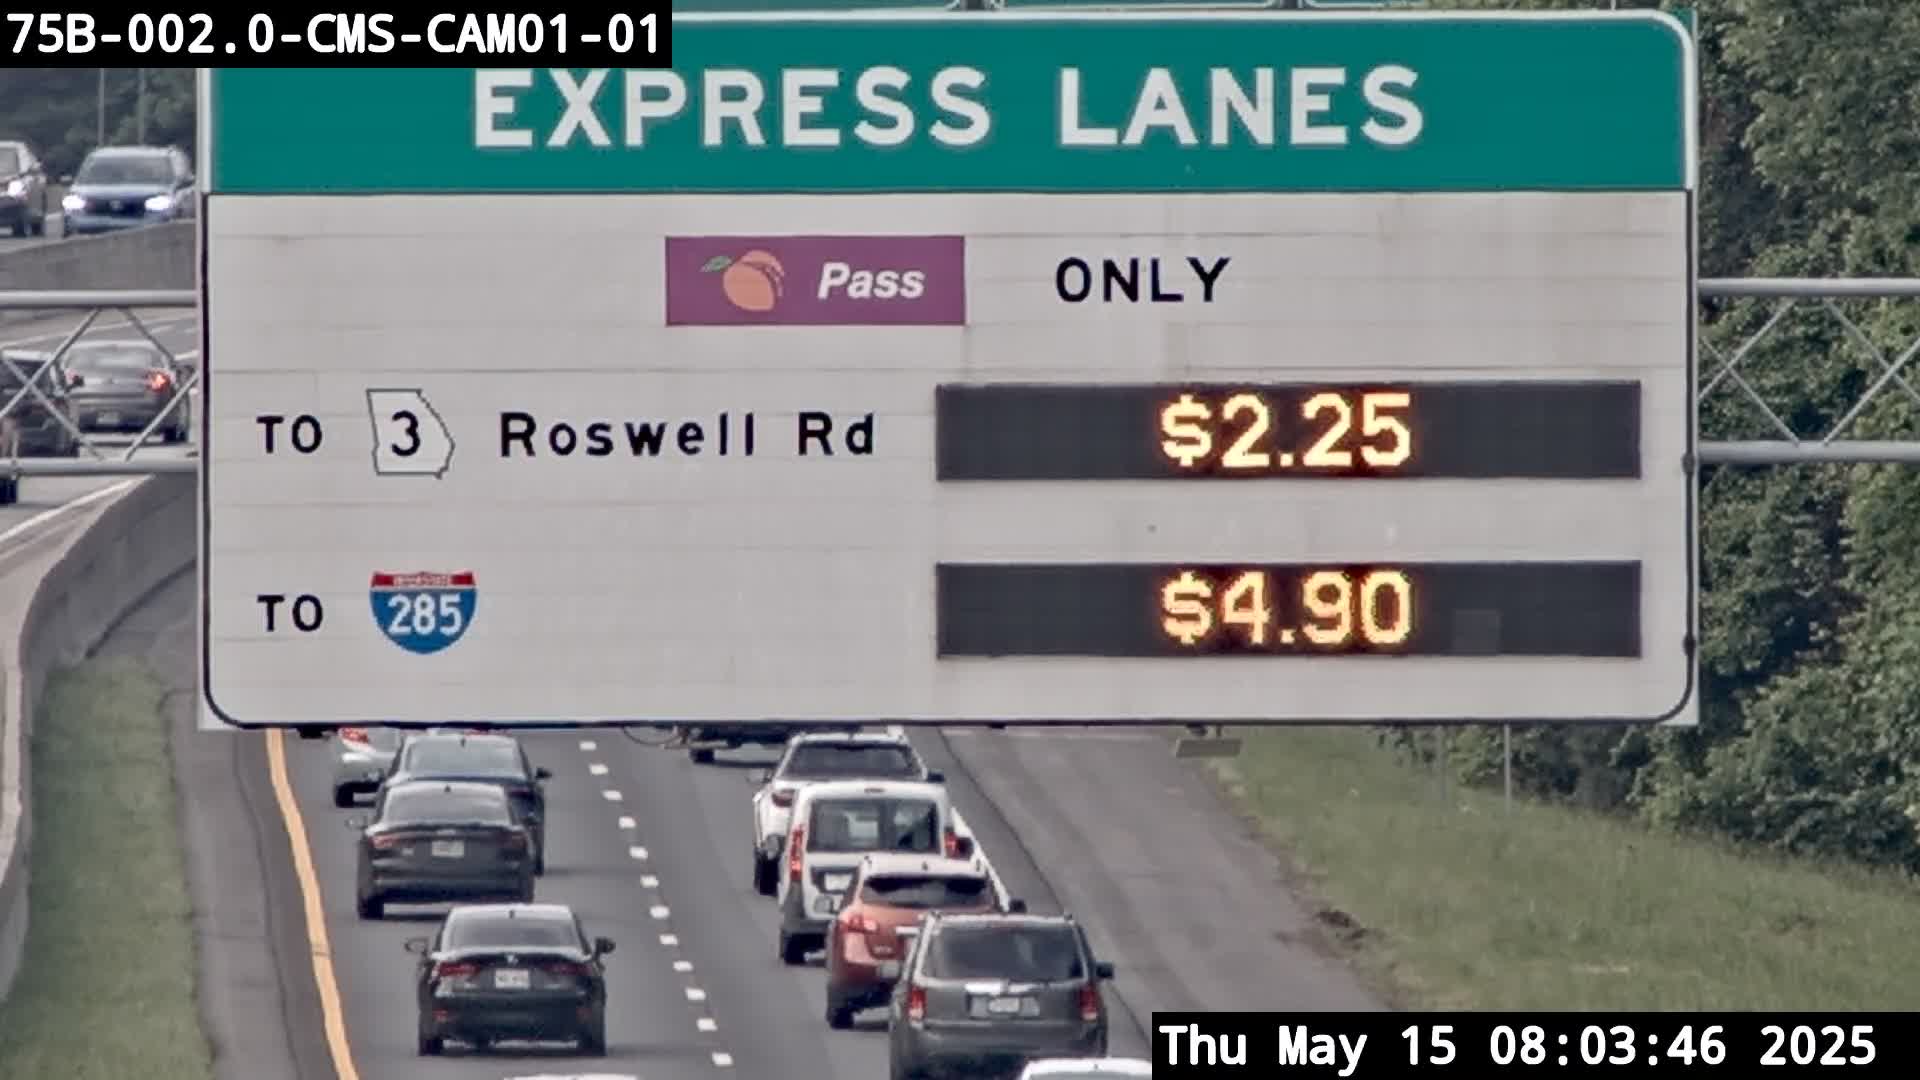 75B-002.0-CMS-CAM01-01
EXPRESS LANES
Pass ONLY
TO 3 Roswell Rd $2.25
TO INTERSTATE 285 $4.90
Thu May 15 08:03:46 2025